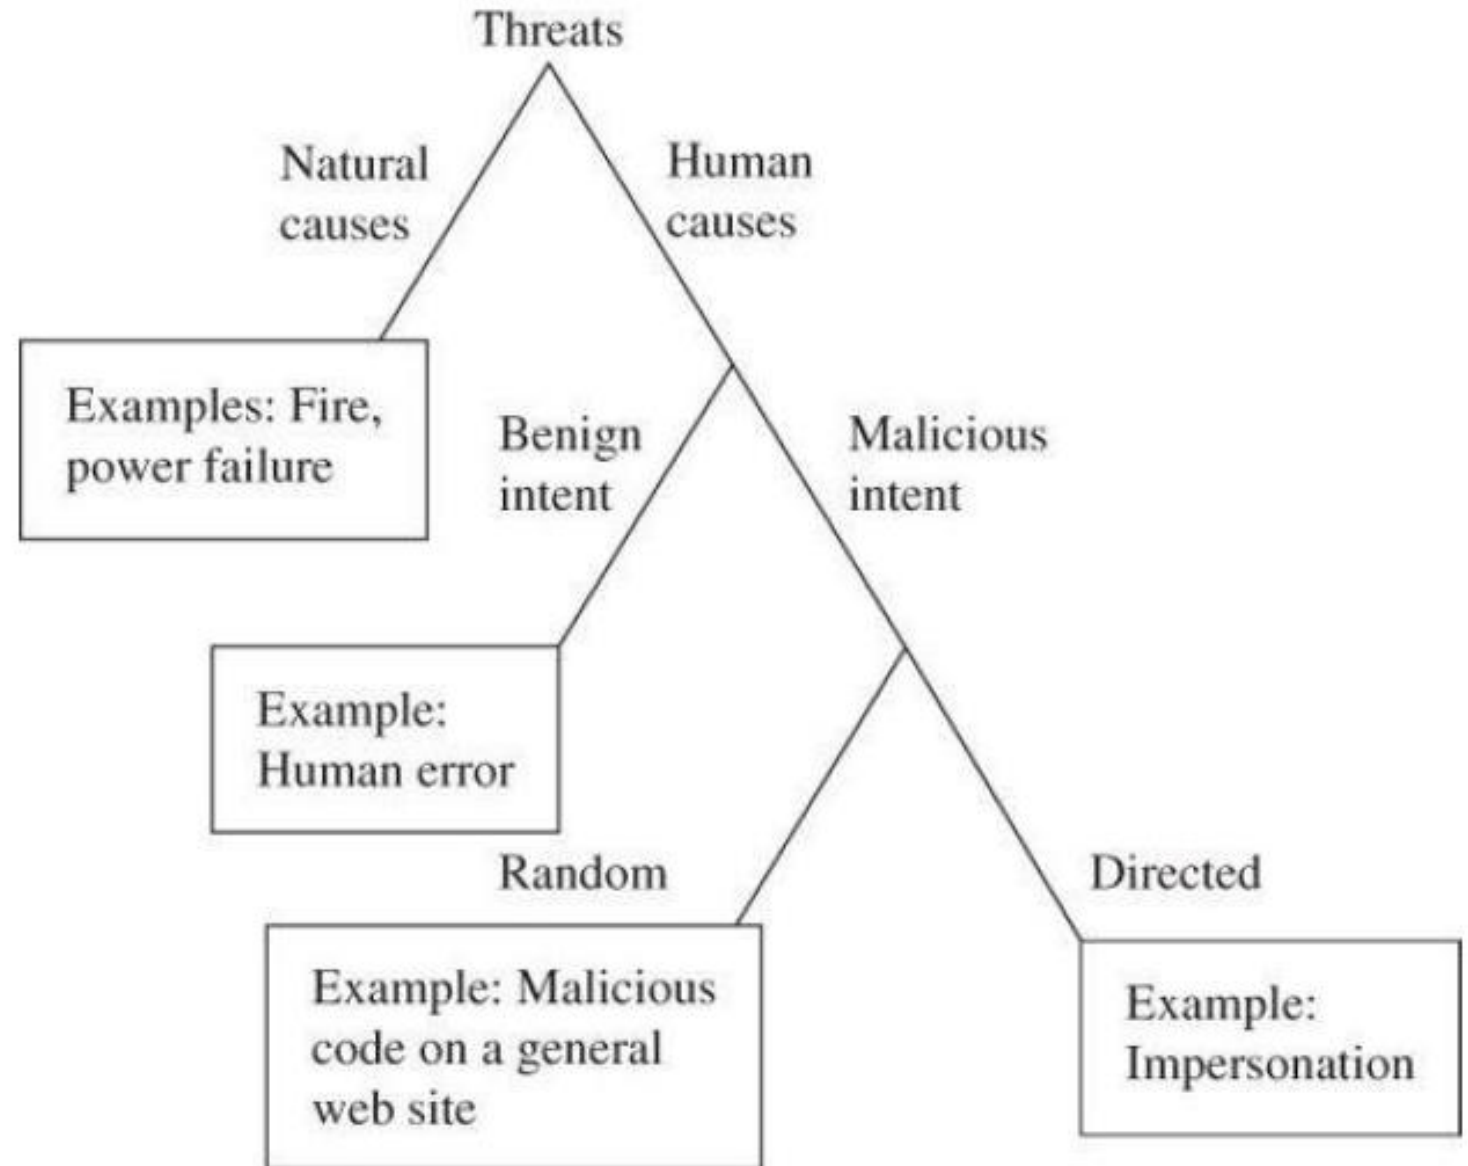 Threats
Natural
causes
Human
causes
Examples: Fire,
power failure
Benign
intent
Malicious
intent
Example:
Human error
Random
Directed
Example: Malicious
code on a general
web site
Example:
Impersonation